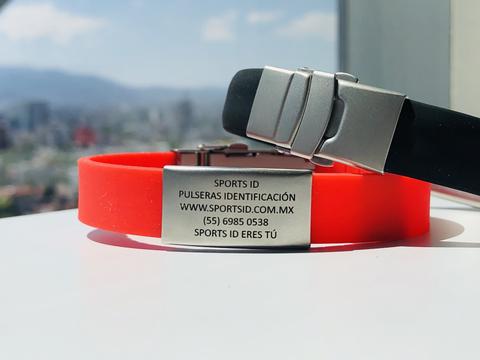 SPORTS ID
PULSERAS IDENTIFICACIÓN
WWW.SPORTSID.COM.MX
(55) 6985 0538
SPORTS ID ERES TÚ